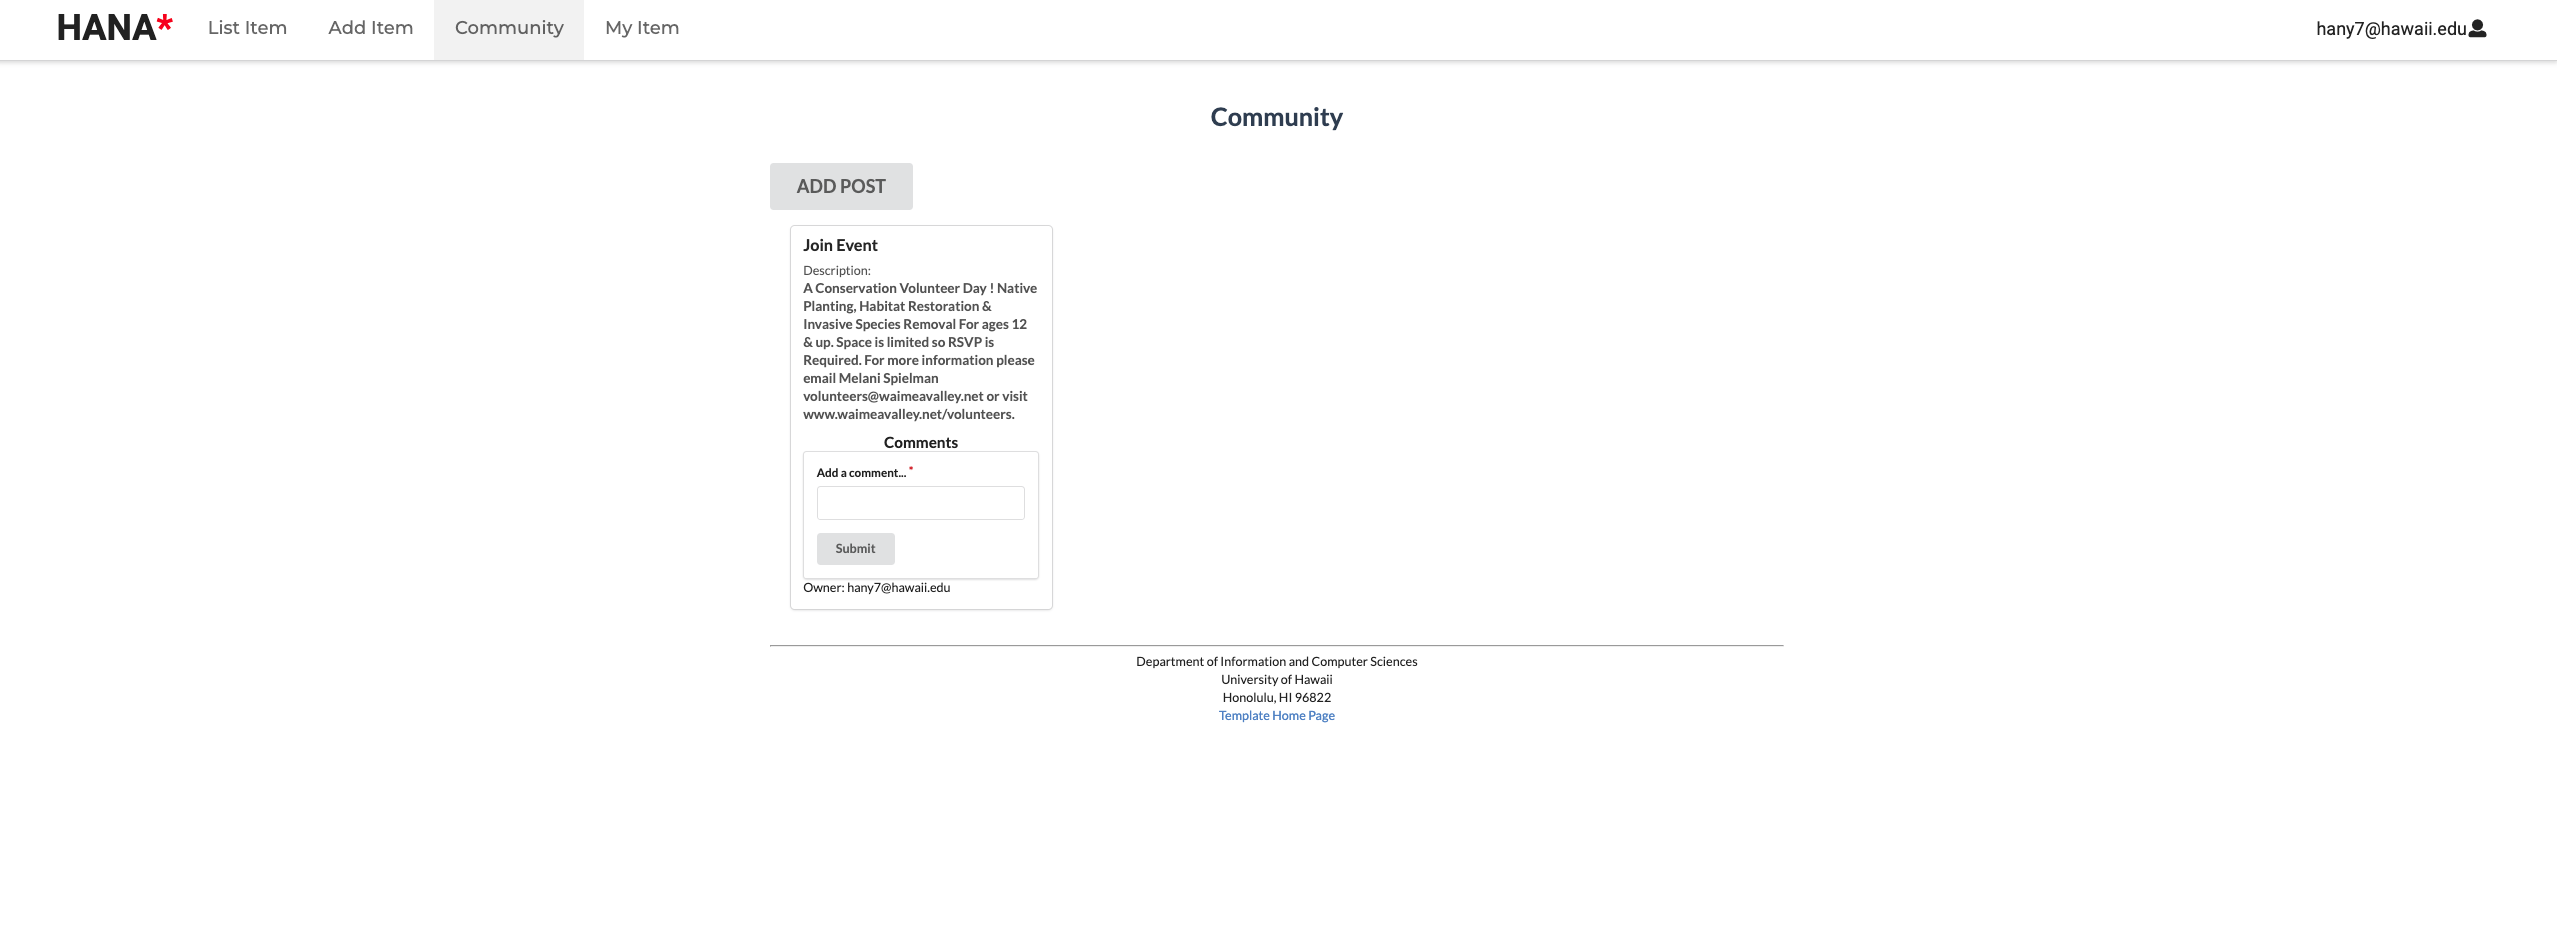 HANA*
List Item
Add Item
Community
My Item
hany7@hawaii.edu
Community
ADD POST
Join Event
Description:
A Conservation Volunteer Day ! Native
Planting, Habitat Restoration &
Invasive Species Removal For ages 12
& up. Space is limited so RSVP is
Required. For more information please
email Melani Spielman
volunteers@waimeavalley.net or visit
www.waimeavalley.net/volunteers.
Comments
Add a comment... *
Submit
Owner: hany7@hawaii.edu
Department of Information and Computer Sciences
University of Hawaii
Honolulu, HI 96822
Template Home Page